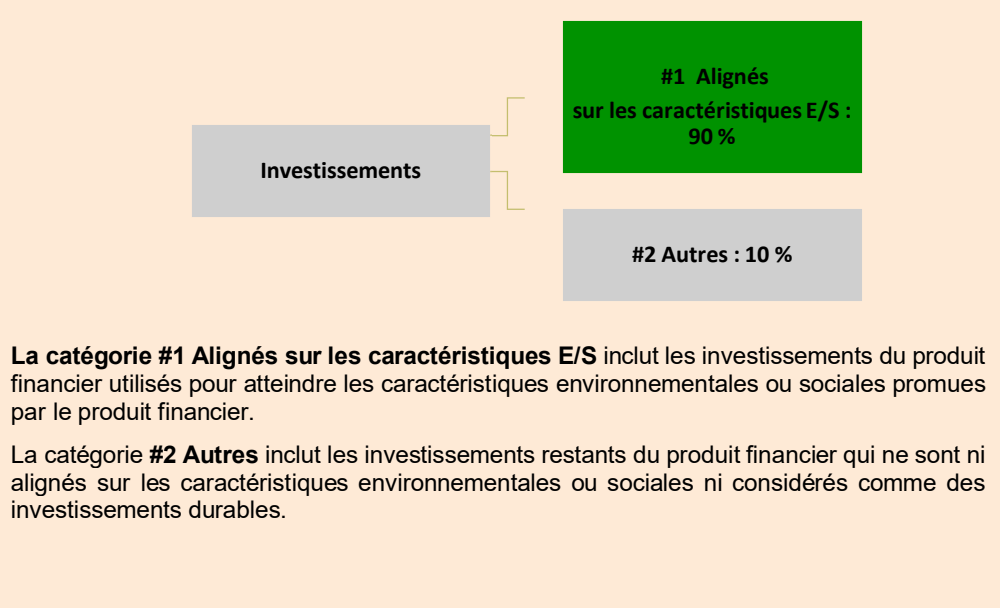 #1 Alignés
sur les caractéristiques E/S :
90 %
Investissements
#2 Autres : 10 %
La catégorie #1 Alignés sur les caractéristiques E/S inclut les investissements du produit
financier utilisés pour atteindre les caractéristiques environnementales ou sociales promues
par le produit financier.
La catégorie #2 Autres inclut les investissements restants du produit financier qui ne sont ni
alignés sur les caractéristiques environnementales ou sociales ni considérés comme des
investissements durables.